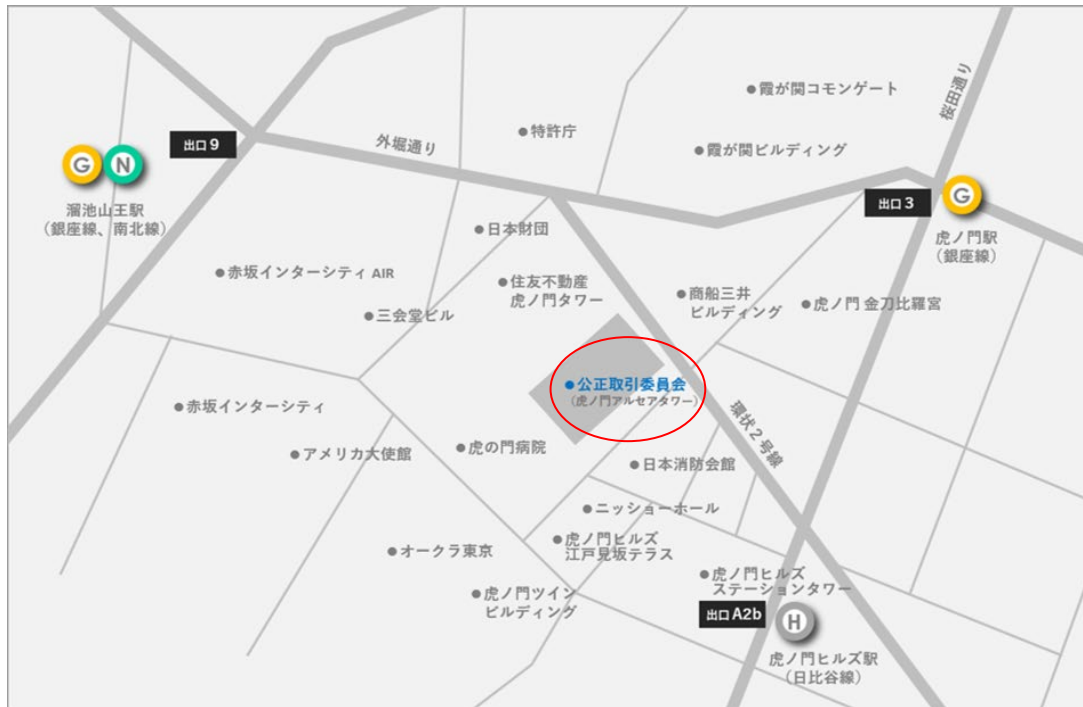 霞が関コモンゲート
桜田通り
出口 9
外堀通り
特許庁
霞が関ビルディング
G
N
溜池山王駅
(銀座線、南北線)
出口 3
G
虎ノ門駅
(銀座線)
日本財団
赤坂インターシティ AIR
住友不動産
虎ノ門タワー
商船三井
ビルディング
虎ノ門 金刀比羅宮
三会堂ビル
公正取引委員会
(虎ノ門アルセアタワー)
赤坂インターシティ
環状2号線
アメリカ大使館
虎の門病院
日本消防会館
ニッショーホール
オークラ東京
虎ノ門ヒルズ
江戸見坂テラス
虎ノ門ツイン
ビルディング
虎ノ門ヒルズ
ステーションタワー
出口 A2b
H
虎ノ門ヒルズ駅
(日比谷線)